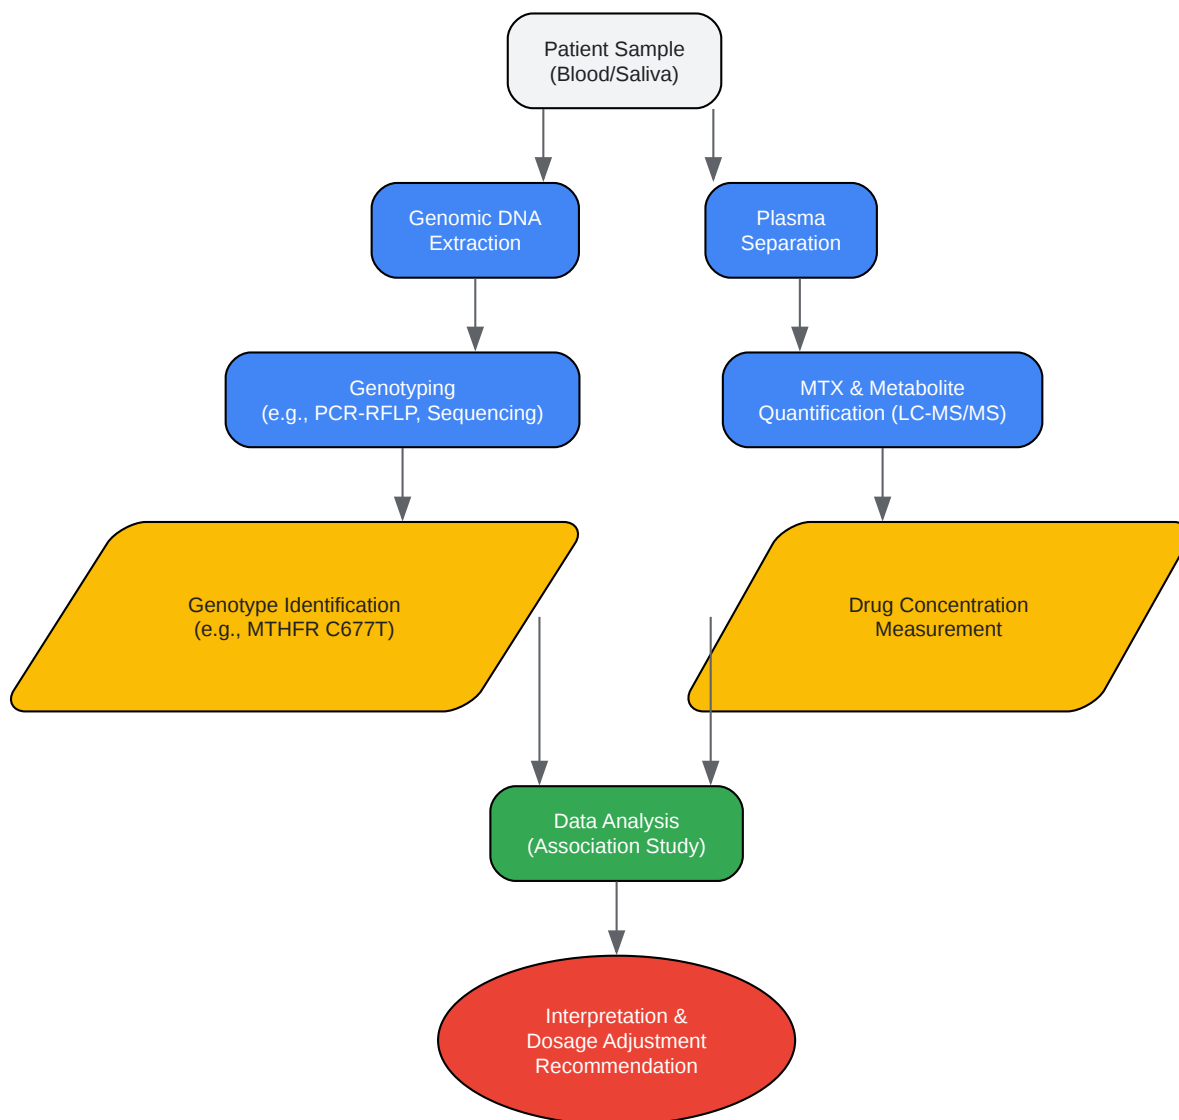 Patient Sample
(Blood/Saliva)
Genomic DNA
Extraction
Plasma
Separation
Genotyping
(e.g., PCR-RFLP, Sequencing)
MTX & Metabolite
Quantification (LC-MS/MS)
Genotype Identification
(e.g., MTHFR C677T)
Drug Concentration
Measurement
Data Analysis
(Association Study)
Interpretation &
Dosage Adjustment
Recommendation